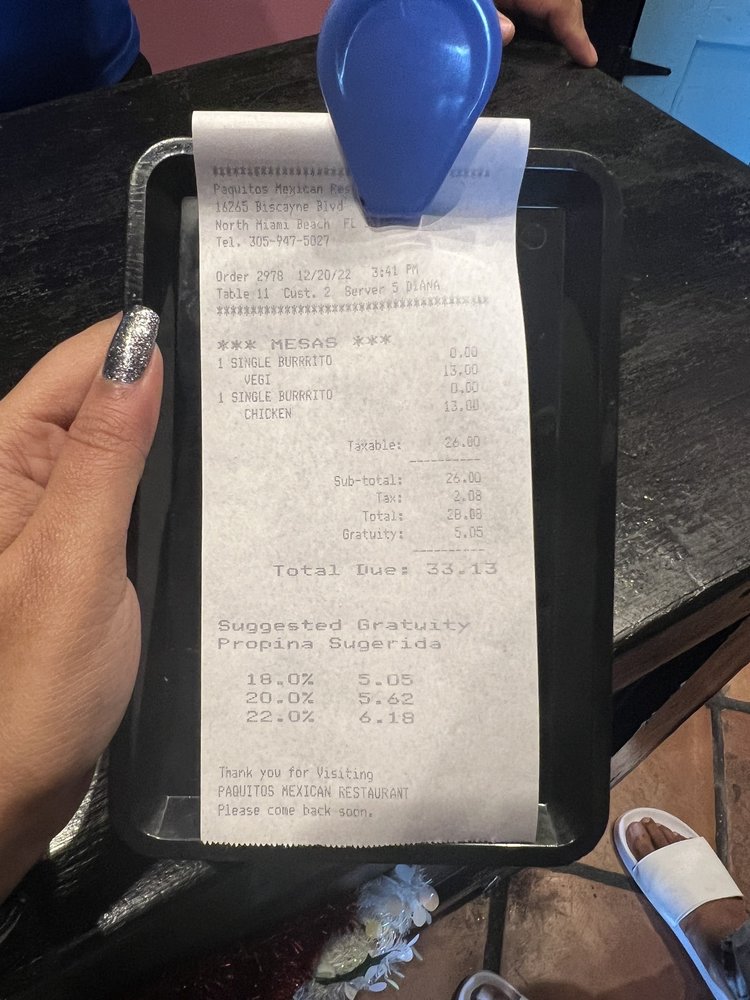 Paquitos Mexican
16265 Biscayne Blvd
North Miami Beach FL
Tel. 305-947-5027
Order 2978 12/20/22 3:41 PM
Table 11 Cust. 2 Server 5 DIANA
***********************************************
*** MESAS ***
1 SINGLE BURRRITO 0.00
VEGI 13.00
1 SINGLE BURRRITO 0.00
CHICKEN 13.00
Taxable: 26.00
Sub-total: 26.00
Tax: 2.08
Total: 28.08
Gratuity: 5.05
Total Due: 33.13
Suggested Gratuity
Propina Sugerida
18.0% 5.05
20.0% 5.62
22.0% 6.18
Thank you for Visiting
PAQUITOS MEXICAN RESTAURANT
Please come back soon.